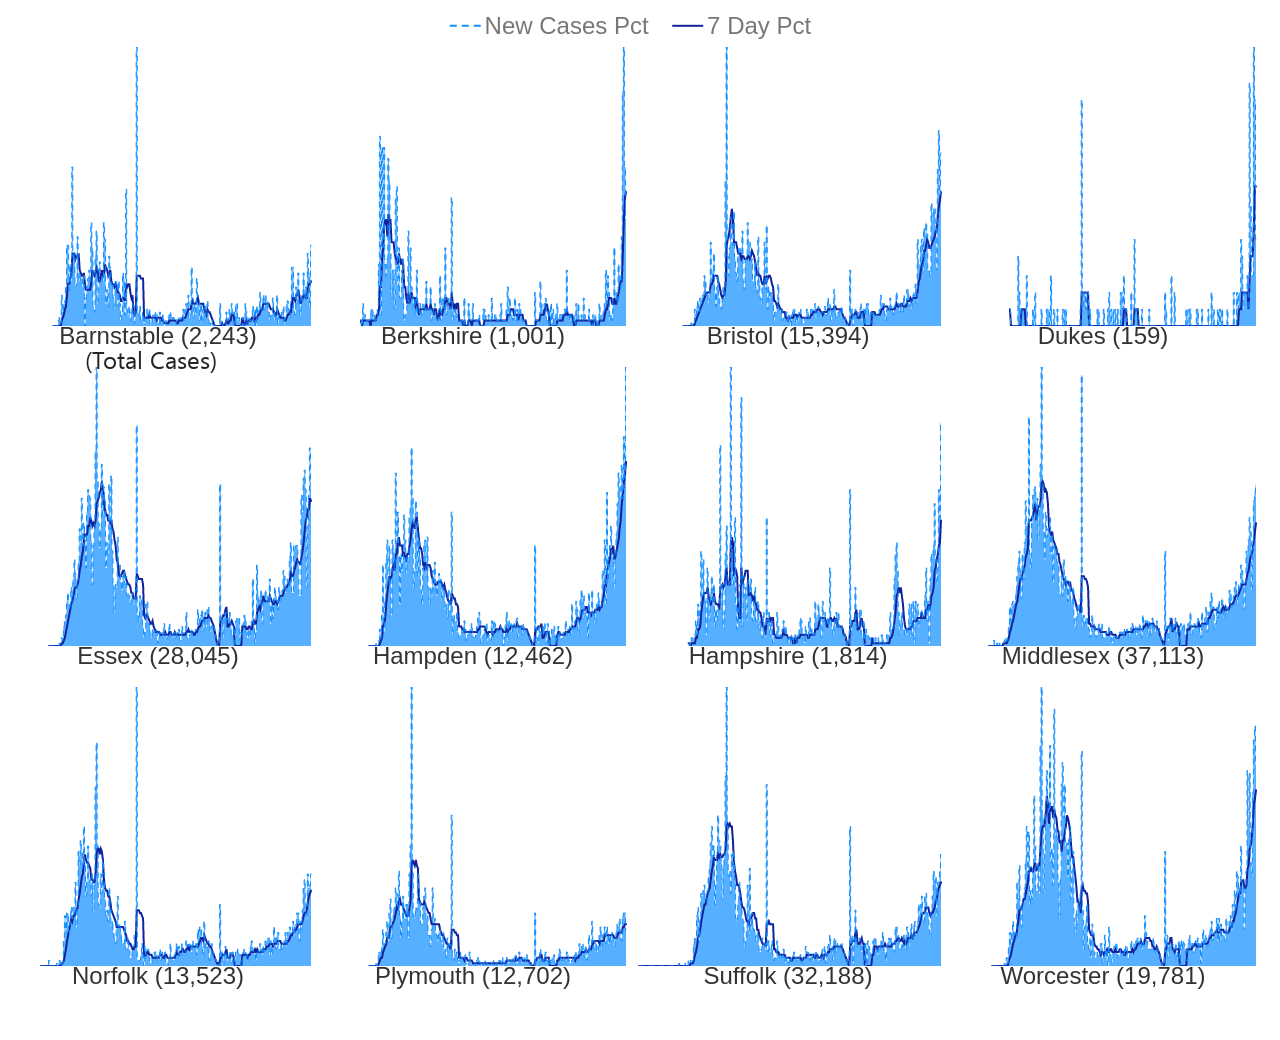 New Cases Pct 7 Day Pct
Barnstable (2,243) Berkshire (1,001) Bristol (15,394) Dukes (159)
(Total Cases)
Essex (28,045) Hampden (12,462) Hampshire (1,814) Middlesex (37,113)
Norfolk (13,523) Plymouth (12,702) Suffolk (32,188) Worcester (19,781)